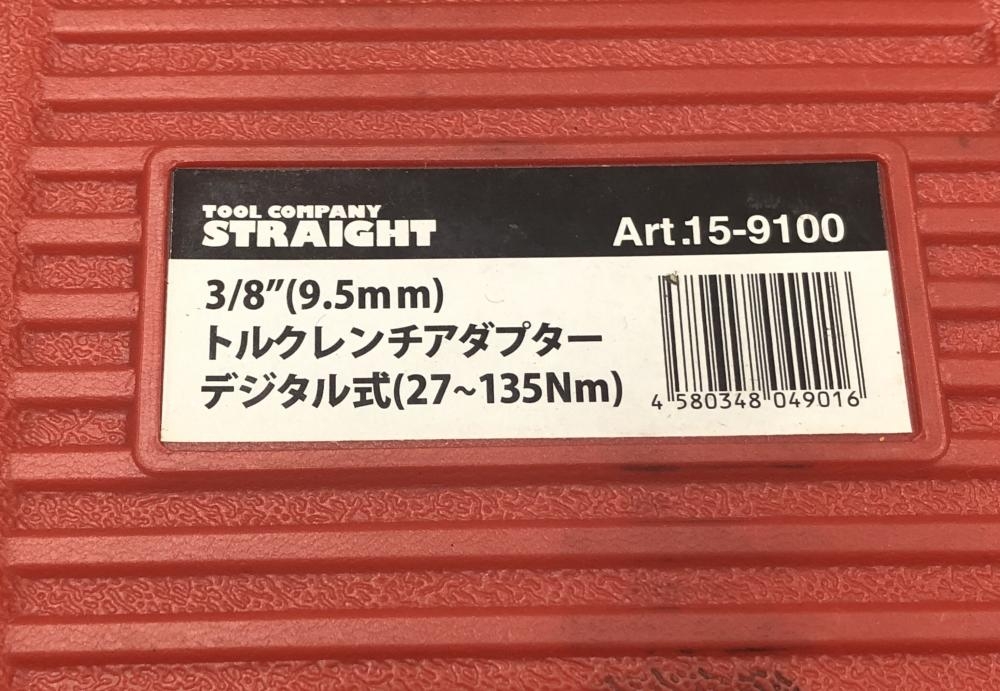 TOOL COMPANY
STRAIGHT
Art.15-9100
3/8”(9.5mm)
トルクレンチアダプター
デジタル式(27~135Nm)
4 580348 049016